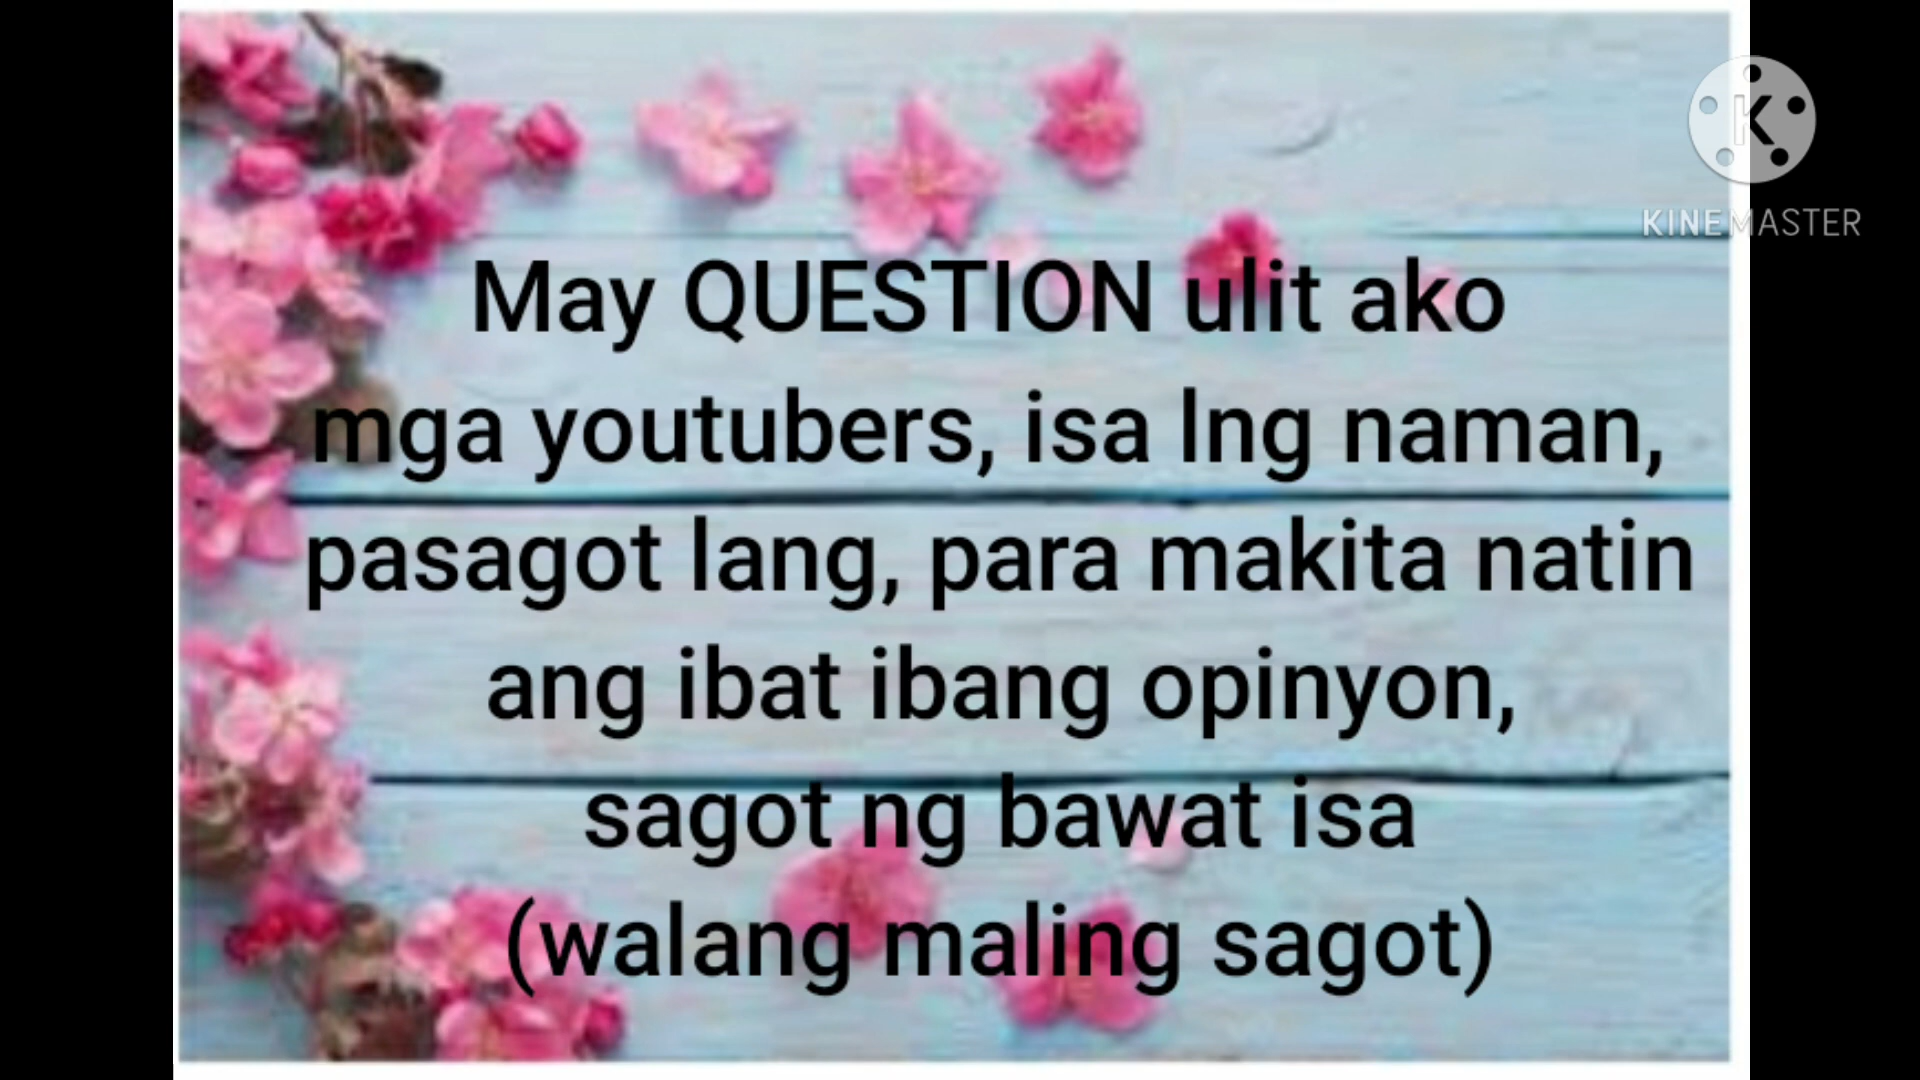 May QUESTION ulit ako
mga youtubers, isa lng naman,
pasagot lang, para makita natin
ang ibat ibang opinyon,
sagot ng bawat isa
(walang maling sagot)
K
KINEMASTER